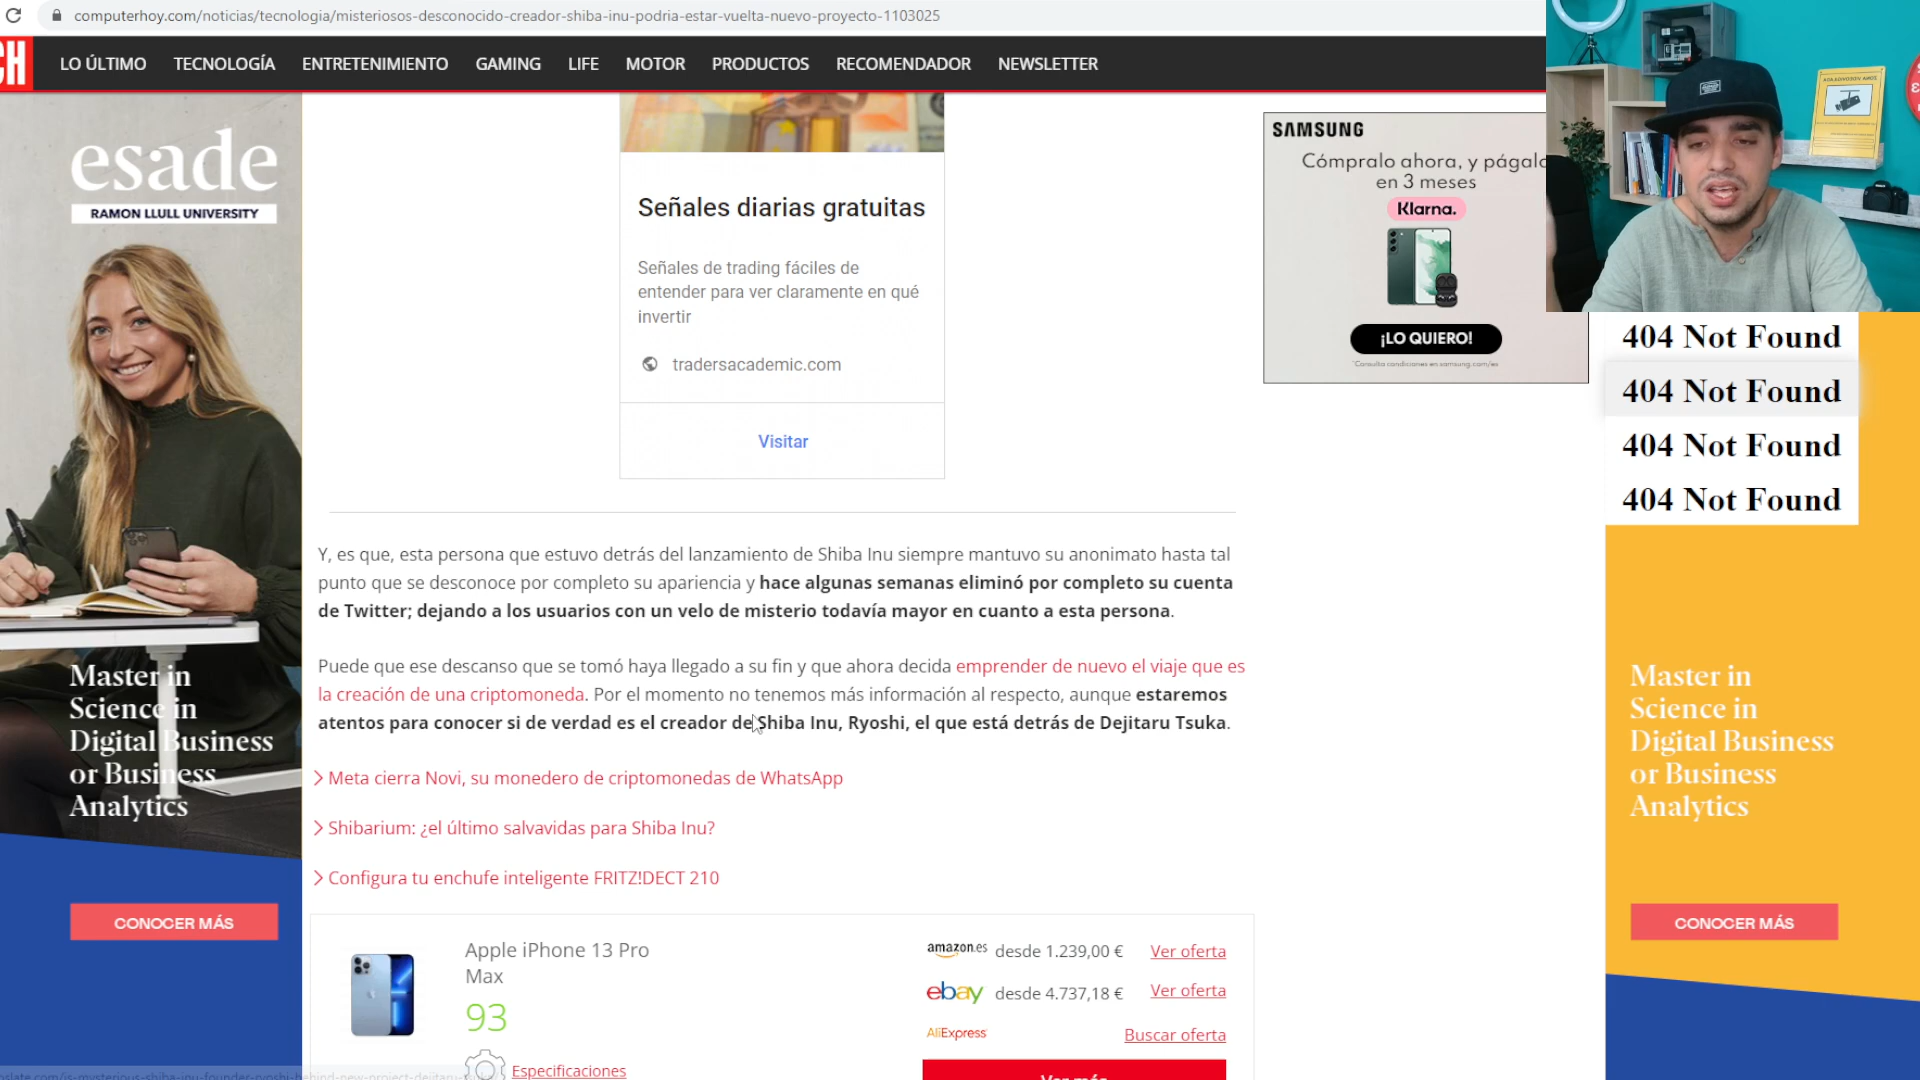 computerhoy.com/noticias/tecnologia/misteriosos-desconocido-creador-shiba-inu-podria-estar-vuelta-nuevo-proyecto-1103025
CH
LO ÚLTIMO TECNOLOGÍA ENTRETENIMIENTO GAMING LIFE MOTOR PRODUCTOS RECOMENDADOR NEWSLETTER
esade
RAMON LLULL UNIVERSITY
Master in
Science in
Digital Business
or Business
Analytics
CONOCER MÁS
Señales diarias gratuitas
Señales de trading fáciles de
entender para ver claramente en qué
invertir
tradersacademic.com
Visitar
SAMSUNG
Cómpralo ahora, y págalo
en 3 meses
Klarna.
¡LO QUIERO!
*Consulta condiciones en samsung.com/es
404 Not Found
404 Not Found
404 Not Found
404 Not Found
Y, es que, esta persona que estuvo detrás del lanzamiento de Shiba Inu siempre mantuvo su anonimato hasta tal
punto que se desconoce por completo su apariencia y hace algunas semanas eliminó por completo su cuenta
de Twitter; dejando a los usuarios con un velo de misterio todavía mayor en cuanto a esta persona.
Puede que ese descanso que se tomó haya llegado a su fin y que ahora decida emprender de nuevo el viaje que es
la creación de una criptomoneda. Por el momento no tenemos más información al respecto, aunque estaremos
atentos para conocer si de verdad es el creador de Shiba Inu, Ryoshi, el que está detrás de Dejitaru Tsuka.
Meta cierra Novi, su monedero de criptomonedas de WhatsApp
Shibarium: ¿el último salvavidas para Shiba Inu?
Configura tu enchufe inteligente FRITZ!DECT 210
Apple iPhone 13 Pro
Max
93
Especificaciones
amazon.es desde 1.239,00 € Ver oferta
ebay desde 4.737,18 € Ver oferta
AliExpress Buscar oferta
Ver más
Master in
Science in
Digital Business
or Business
Analytics
CONOCER MÁS